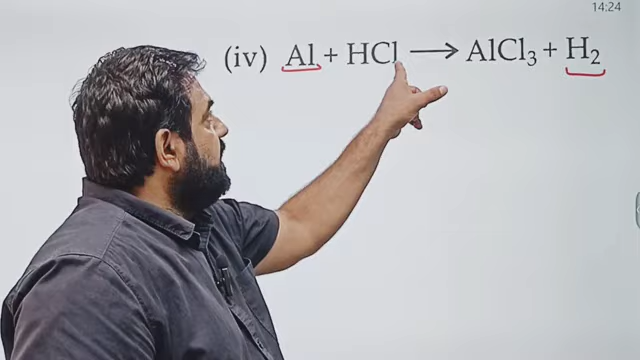 14:24
(iv) Al + HCl ⟶ AlCl₃ + H₂